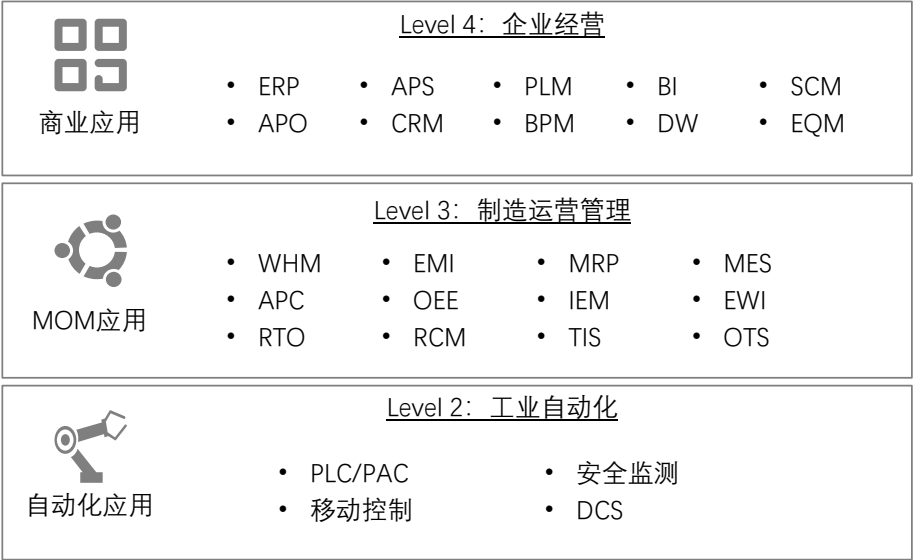 Level 4：企业经营
商业应用
• ERP • APS • PLM • BI • SCM
• APO • CRM • BPM • DW • EQM
Level 3：制造运营管理
MOM应用
• WHM • EMI • MRP • MES
• APC • OEE • IEM • EWI
• RTO • RCM • TIS • OTS
Level 2：工业自动化
自动化应用
• PLC/PAC • 安全监测
• 移动控制 • DCS